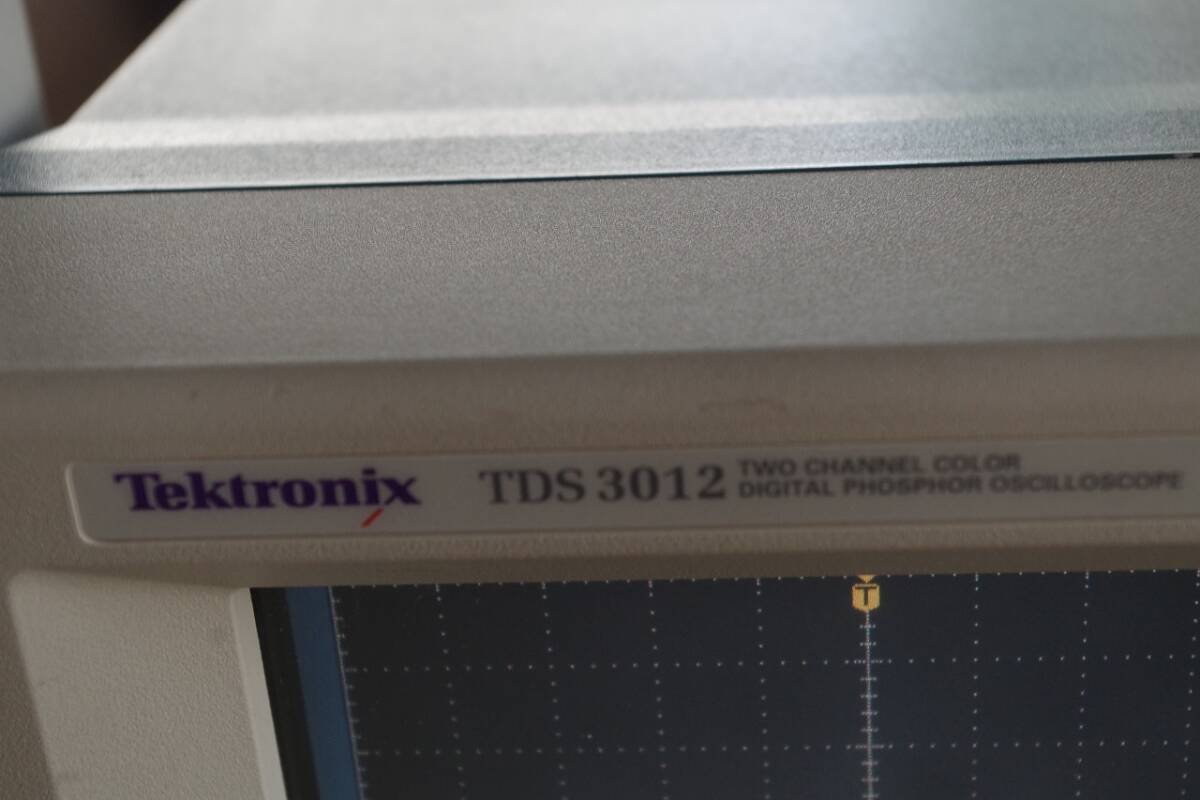 Tektronix TDS 3012 TWO CHANNEL COLOR
DIGITAL PHOSPHOR OSCILLOSCOPE
T